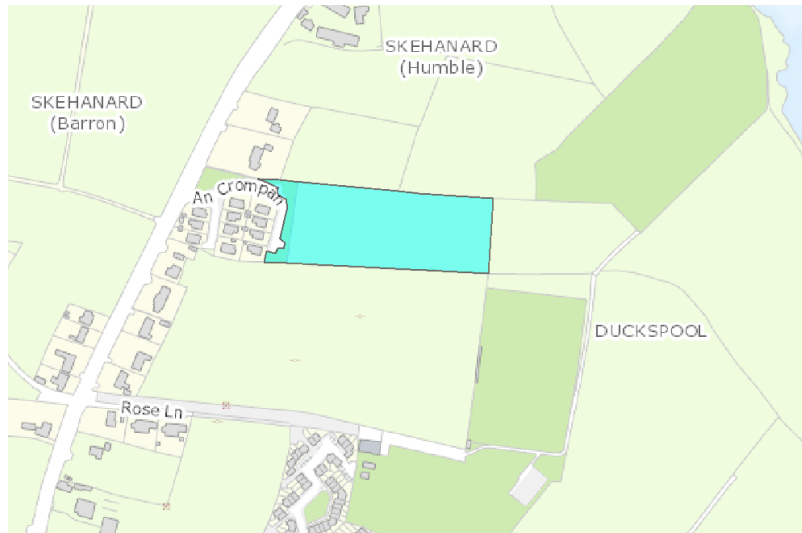 SKEHANARD
(Humble)
SKEHANARD
(Barron)
An Crompán
DUCKSPOOL
Rose Ln